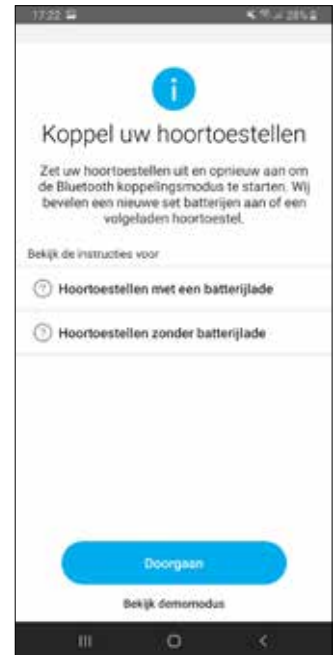 17:22
28%
Koppel uw hoortoestellen
Zet uw hoortoestellen uit en opnieuw aan om
de Bluetooth koppelingsmodus te starten. Wij
bevelen een nieuwe set batterijen aan of een
volgeladen hoortoestel.
Bekijk de instructies voor
Hoortoestellen met een batterijlade
Hoortoestellen zonder batterijlade
Doorgaan
Bekijk demomodus